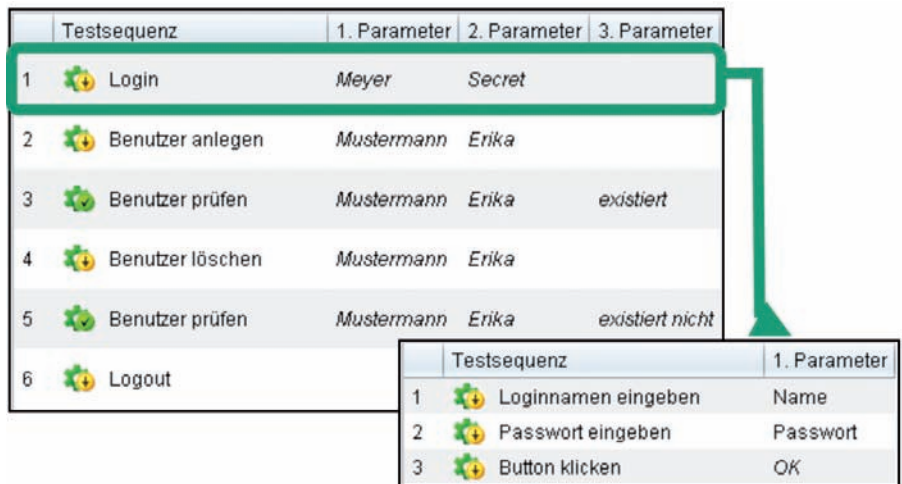 Testsequenz 1. Parameter 2. Parameter 3. Parameter
1 Login Meyer Secret
2 Benutzer anlegen Mustermann Erika
3 Benutzer prüfen Mustermann Erika existiert
4 Benutzer löschen Mustermann Erika
5 Benutzer prüfen Mustermann Erika existiert nicht
6 Logout
Testsequenz 1. Parameter
1 Loginnamen eingeben Name
2 Passwort eingeben Passwort
3 Button klicken OK